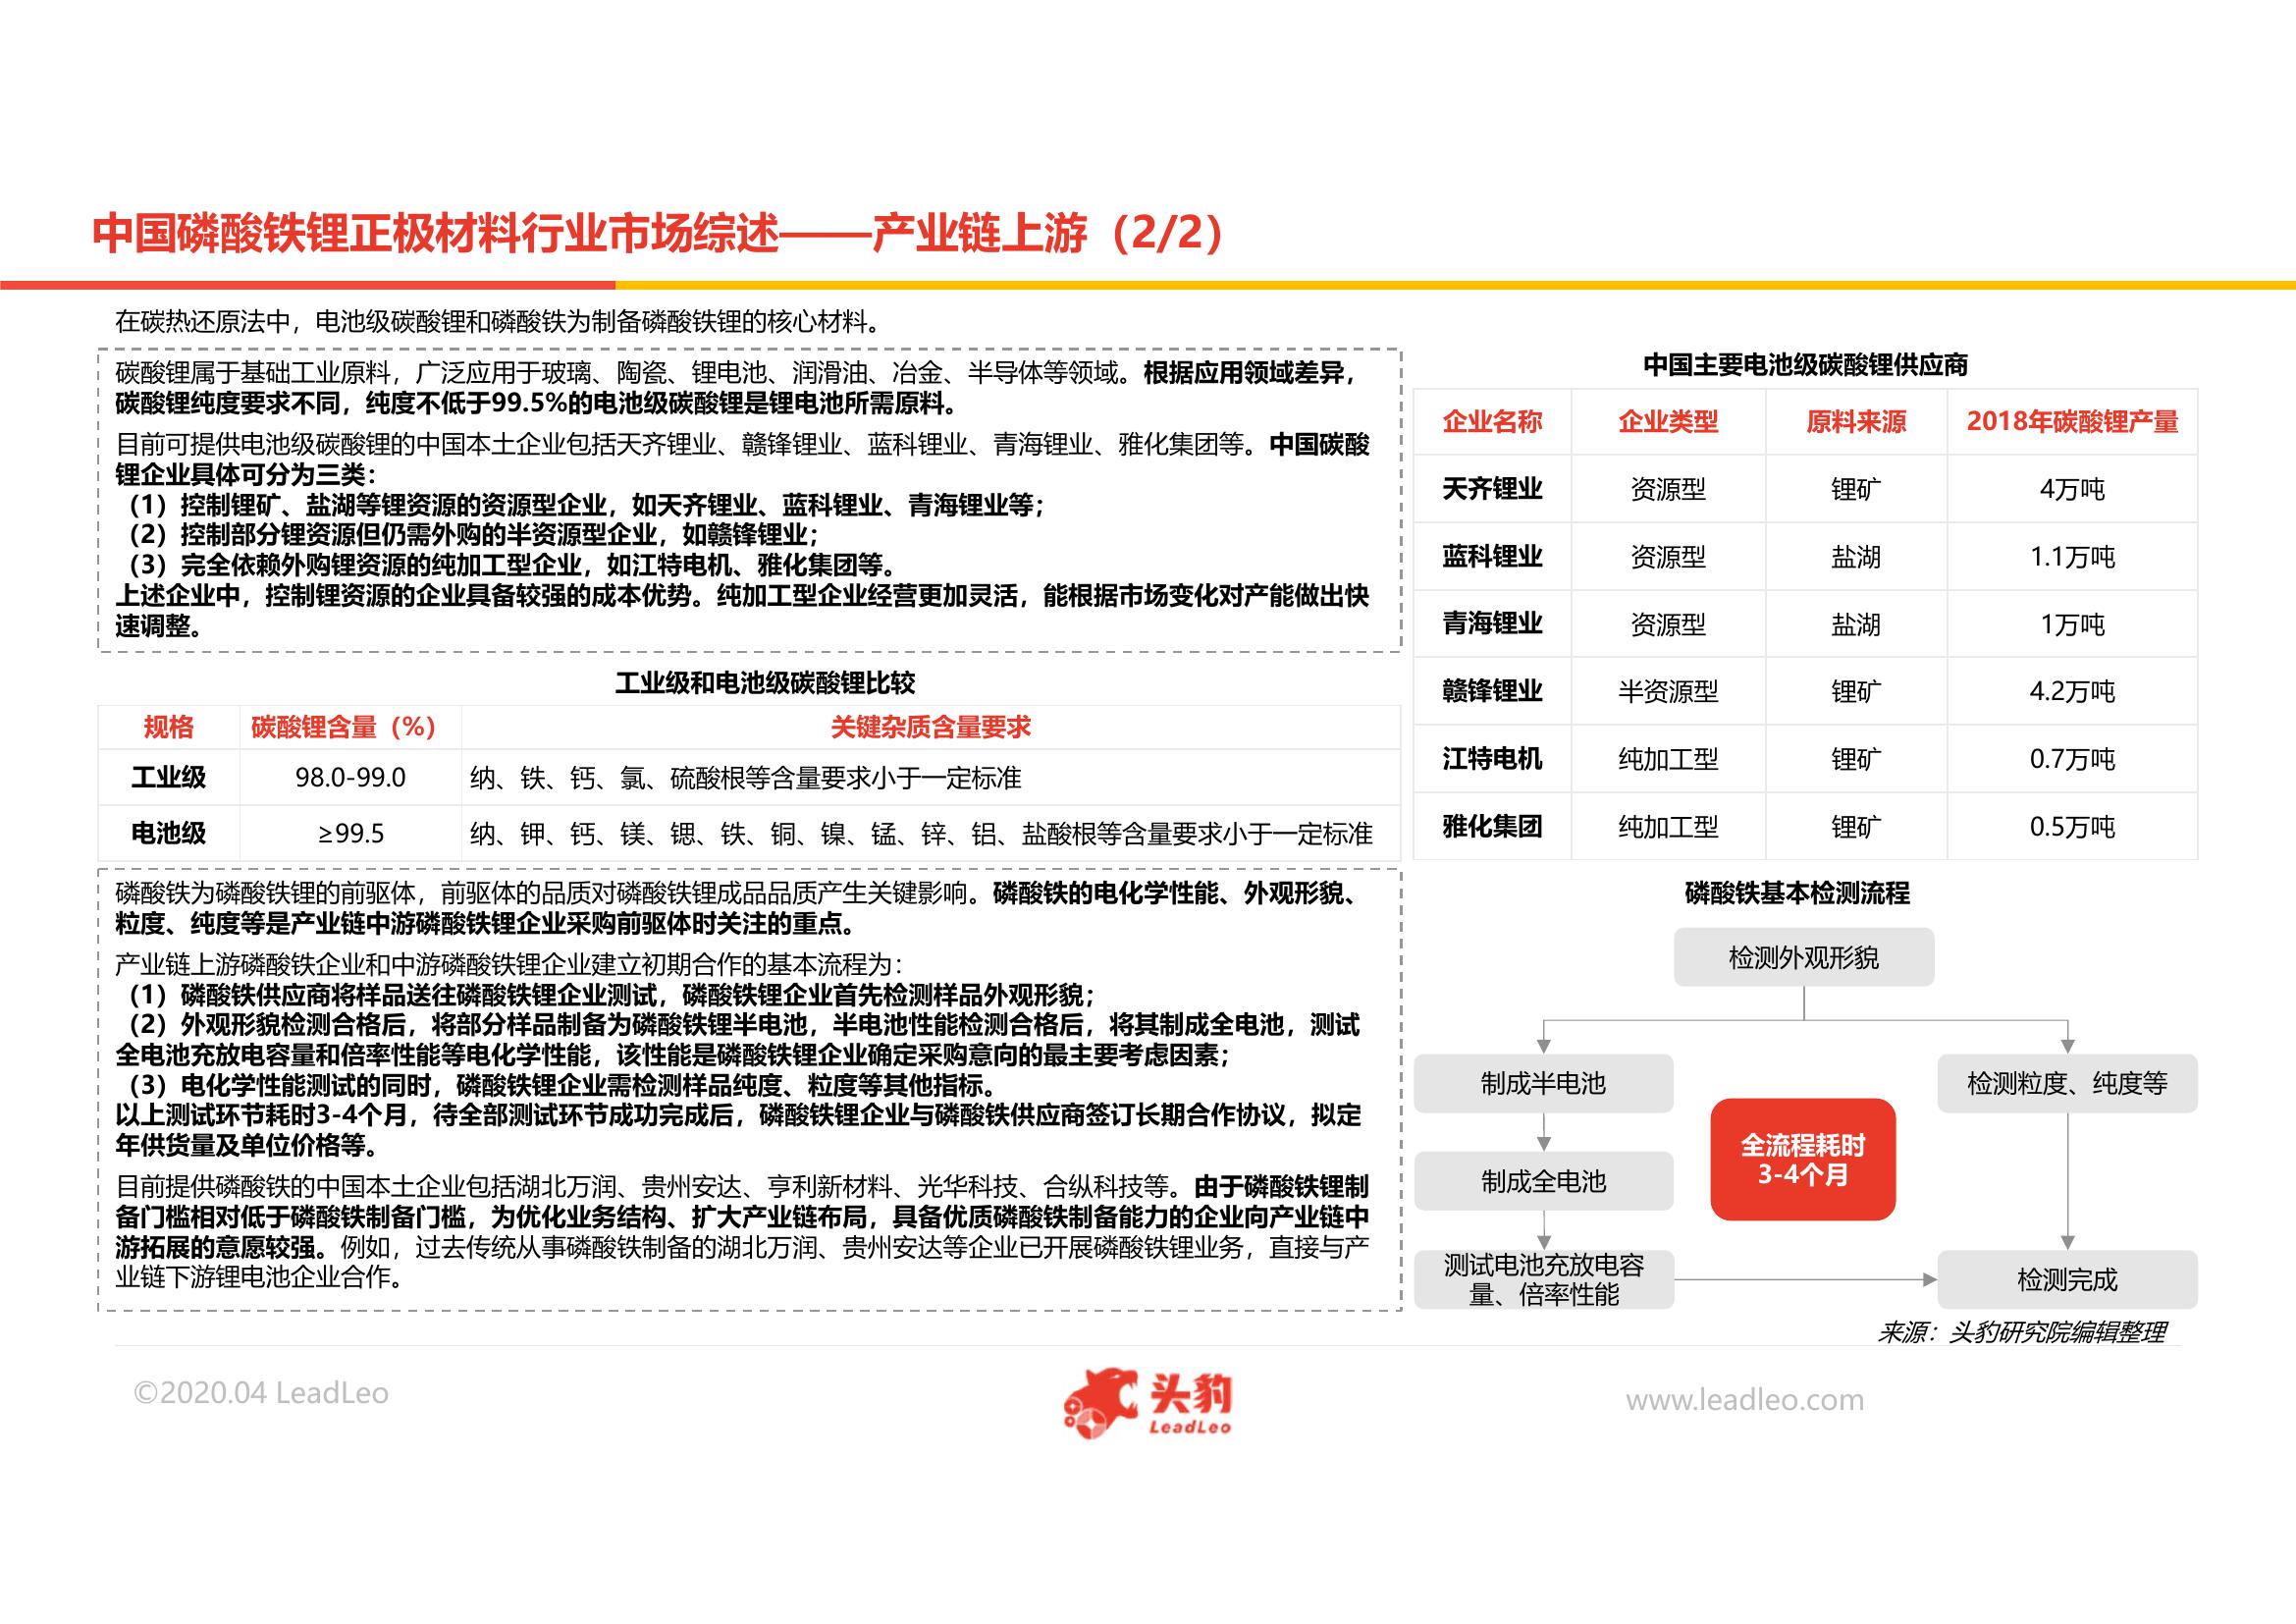 中国磷酸铁锂正极材料行业市场综述——产业链上游（2/2）
在碳热还原法中，电池级碳酸锂和磷酸铁为制备磷酸铁锂的核心材料。
碳酸锂属于基础工业原料，广泛应用于玻璃、陶瓷、锂电池、润滑油、冶金、半导体等领域。根据应用领域差异，
碳酸锂纯度要求不同，纯度不低于99.5%的电池级碳酸锂是锂电池所需原料。
目前可提供电池级碳酸锂的中国本土企业包括天齐锂业、赣锋锂业、蓝科锂业、青海锂业、雅化集团等。中国碳酸
锂企业具体可分为三类：
（1）控制锂矿、盐湖等锂资源的资源型企业，如天齐锂业、蓝科锂业、青海锂业等；
（2）控制部分锂资源但仍需外购的半资源型企业，如赣锋锂业；
（3）完全依赖外购锂资源的纯加工型企业，如江特电机、雅化集团等。
上述企业中，控制锂资源的企业具备较强的成本优势。纯加工型企业经营更加灵活，能根据市场变化对产能做出快
速调整。
工业级和电池级碳酸锂比较
规格 碳酸锂含量（%） 关键杂质含量要求
工业级 98.0-99.0 纳、铁、钙、氯、硫酸根等含量要求小于一定标准
电池级 ≥99.5 纳、钾、钙、镁、锶、铁、铜、镍、锰、锌、铝、盐酸根等含量要求小于一定标准
磷酸铁为磷酸铁锂的前驱体，前驱体的品质对磷酸铁锂成品品质产生关键影响。磷酸铁的电化学性能、外观形貌、
粒度、纯度等是产业链中游磷酸铁锂企业采购前驱体时关注的重点。
产业链上游磷酸铁企业和中游磷酸铁锂企业建立初期合作的基本流程为：
（1）磷酸铁供应商将样品送往磷酸铁锂企业测试，磷酸铁锂企业首先检测样品外观形貌；
（2）外观形貌检测合格后，将部分样品制备为磷酸铁锂半电池，半电池性能检测合格后，将其制成全电池，测试
全电池充放电容量和倍率性能等电化学性能，该性能是磷酸铁锂企业确定采购意向的最主要考虑因素；
（3）电化学性能测试的同时，磷酸铁锂企业需检测样品纯度、粒度等其他指标。
以上测试环节耗时3-4个月，待全部测试环节成功完成后，磷酸铁锂企业与磷酸铁供应商签订长期合作协议，拟定
年供货量及单位价格等。
目前提供磷酸铁的中国本土企业包括湖北万润、贵州安达、亨利新材料、光华科技、合纵科技等。由于磷酸铁锂制
备门槛相对低于磷酸铁制备门槛，为优化业务结构、扩大产业链布局，具备优质磷酸铁制备能力的企业向产业链中
游拓展的意愿较强。例如，过去传统从事磷酸铁制备的湖北万润、贵州安达等企业已开展磷酸铁锂业务，直接与产
业链下游锂电池企业合作。
中国主要电池级碳酸锂供应商
企业名称 企业类型 原料来源 2018年碳酸锂产量
天齐锂业 资源型 锂矿 4万吨
蓝科锂业 资源型 盐湖 1.1万吨
青海锂业 资源型 盐湖 1万吨
赣锋锂业 半资源型 锂矿 4.2万吨
江特电机 纯加工型 锂矿 0.7万吨
雅化集团 纯加工型 锂矿 0.5万吨
磷酸铁基本检测流程
检测外观形貌
制成半电池 检测粒度、纯度等
全流程耗时
3-4个月
制成全电池
测试电池充放电容
量、倍率性能
检测完成
来源：头豹研究院编辑整理
©2020.04 LeadLeo
头豹
LeadLeo
www.leadleo.com